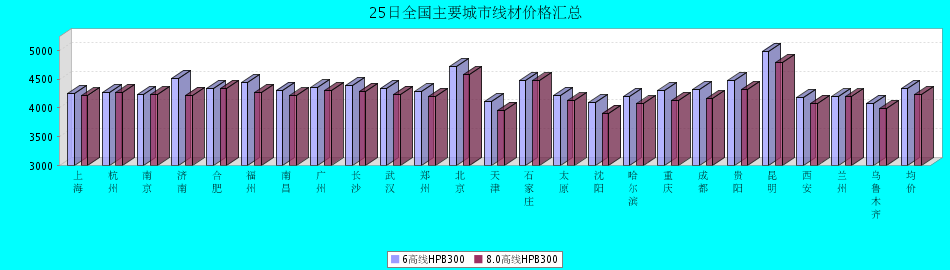 25日全国主要城市线材价格汇总
5000
4500
4000
3500
3000
上海
杭州
南京
济南
合肥
福州
南昌
广州
长沙
武汉
郑州
北京
天津
石家庄
太原
沈阳
哈尔滨
重庆
成都
贵阳
昆明
西安
兰州
乌鲁木齐
均价
6高线HPB300
8.0高线HPB300